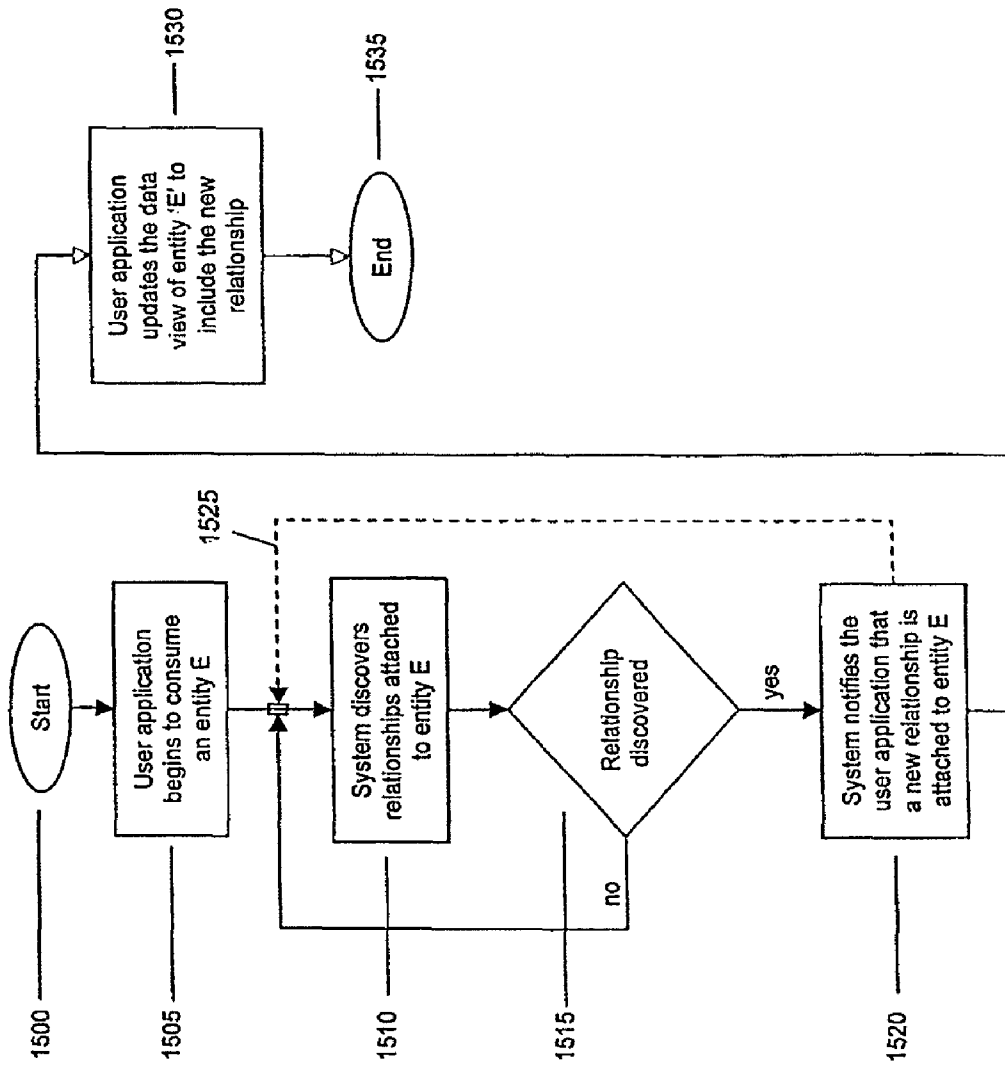 1500
Start
1505
User application
begins to consume
an entity E
1525
1510
System discovers
relationships attached
to entity E
1515
Relationship
discovered
no
yes
1520
System notifies the
user application that
a new relationship is
attached to entity E
User application
updates the data
view of entity 'E' to
include the new
relationship
1530
End
1535